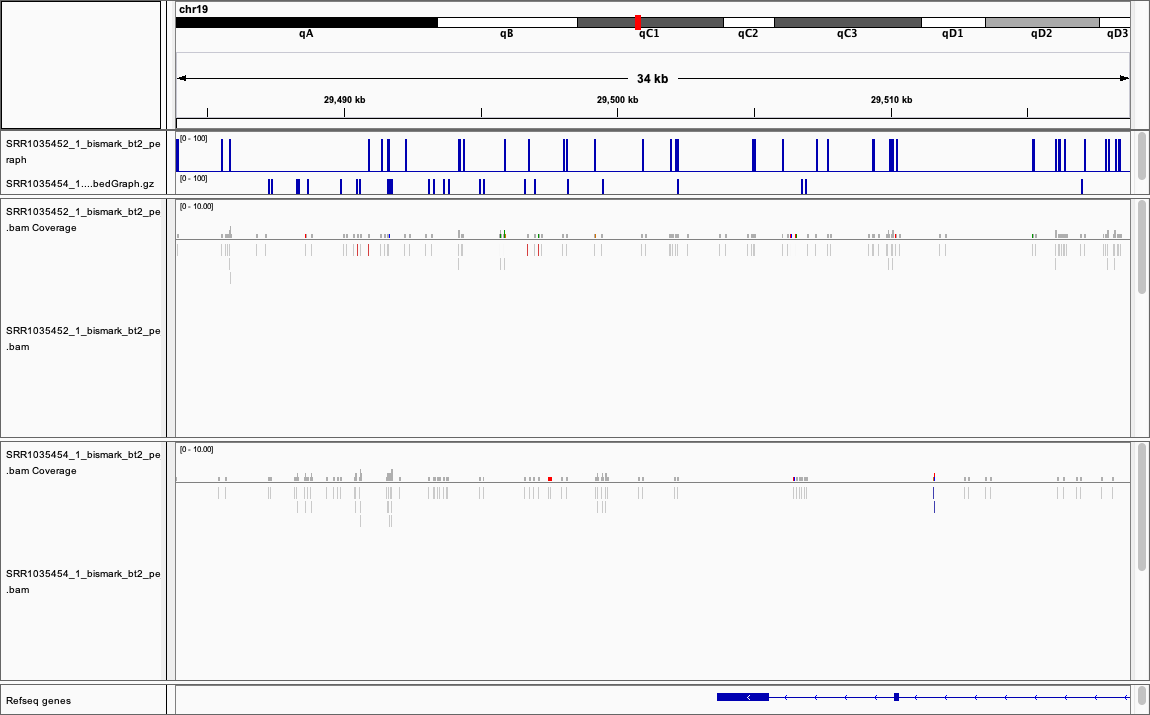 chr19
qA qB qC1 qC2 qC3 qD1 qD2 qD3
34 kb
29,490 kb 29,500 kb 29,510 kb
SRR1035452_1_bismark_bt2_pe
raph
[0 - 100]
SRR1035454_1....bedGraph.gz
[0 - 100]
SRR1035452_1_bismark_bt2_pe
.bam Coverage
[0 - 10.00]
SRR1035452_1_bismark_bt2_pe
.bam
SRR1035454_1_bismark_bt2_pe
.bam Coverage
[0 - 10.00]
SRR1035454_1_bismark_bt2_pe
.bam
Refseq genes